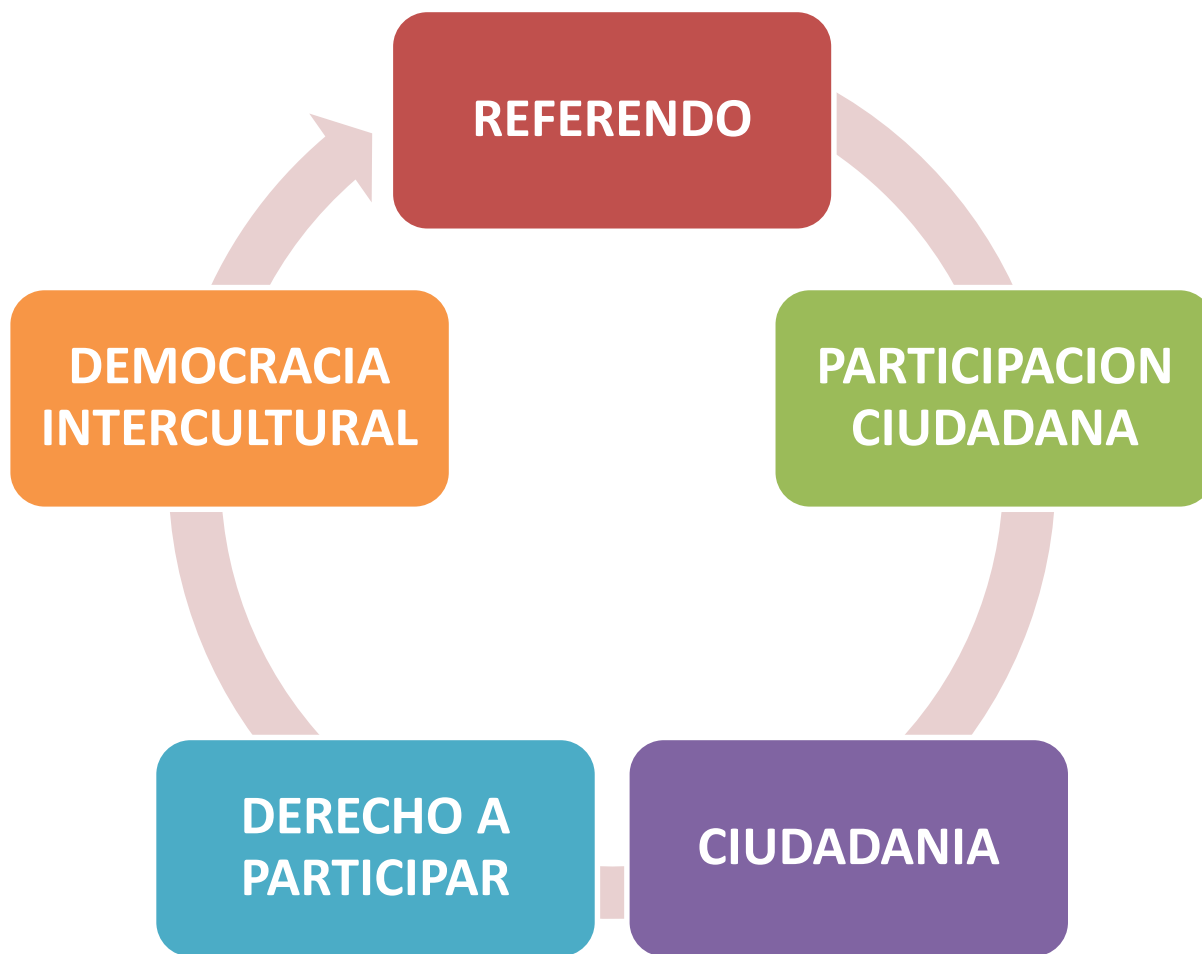 REFERENDO
PARTICIPACION
CIUDADANA
CIUDADANIA
DERECHO A
PARTICIPAR
DEMOCRACIA
INTERCULTURAL